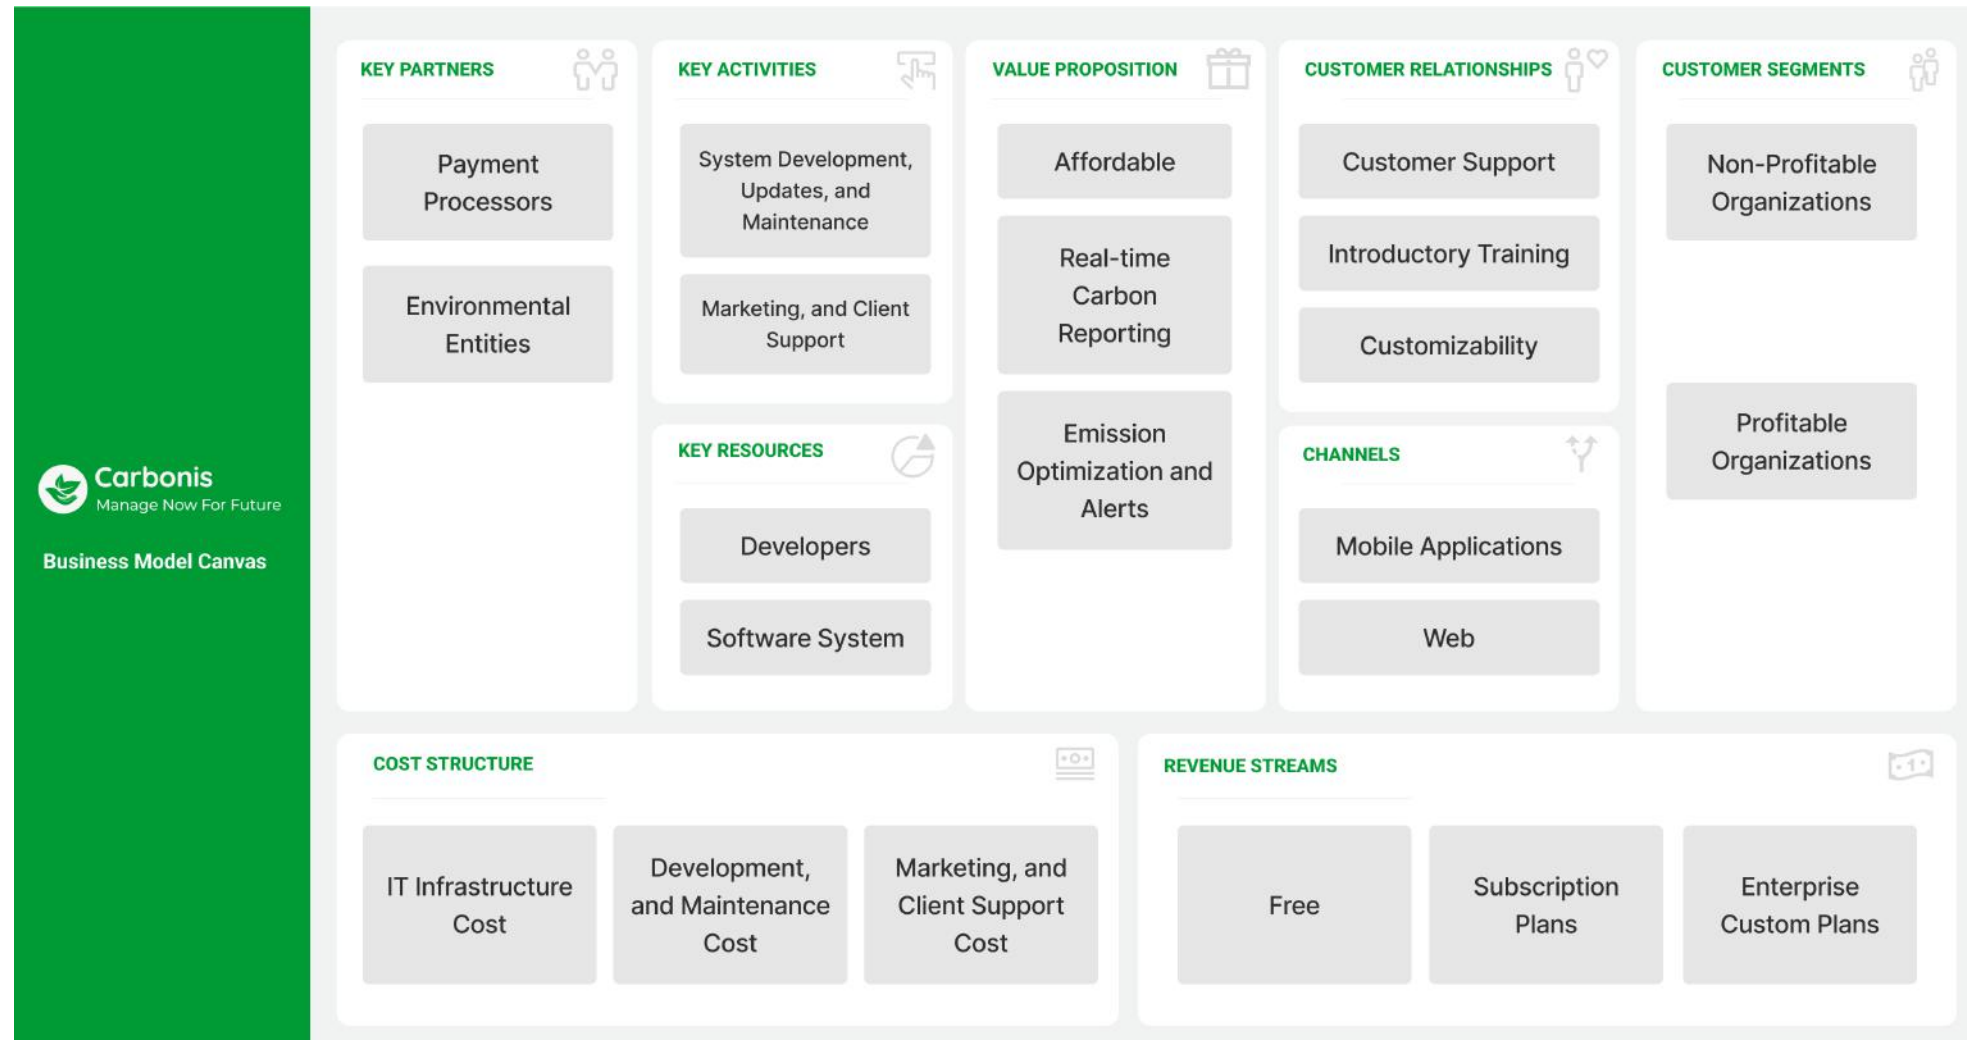 Carbonis
Manage Now For Future
Business Model Canvas
KEY PARTNERS
Payment
Processors
Environmental
Entities
KEY ACTIVITIES
System Development,
Updates, and
Maintenance
Marketing, and Client
Support
KEY RESOURCES
Developers
Software System
VALUE PROPOSITION
Affordable
Real-time
Carbon
Reporting
Emission
Optimization and
Alerts
CUSTOMER RELATIONSHIPS
Customer Support
Introductory Training
Customizability
CHANNELS
Mobile Applications
Web
CUSTOMER SEGMENTS
Non-Profitable
Organizations
Profitable
Organizations
COST STRUCTURE
IT Infrastructure
Cost
Development,
and Maintenance
Cost
Marketing, and
Client Support
Cost
REVENUE STREAMS
1
Free
Subscription
Plans
Enterprise
Custom Plans